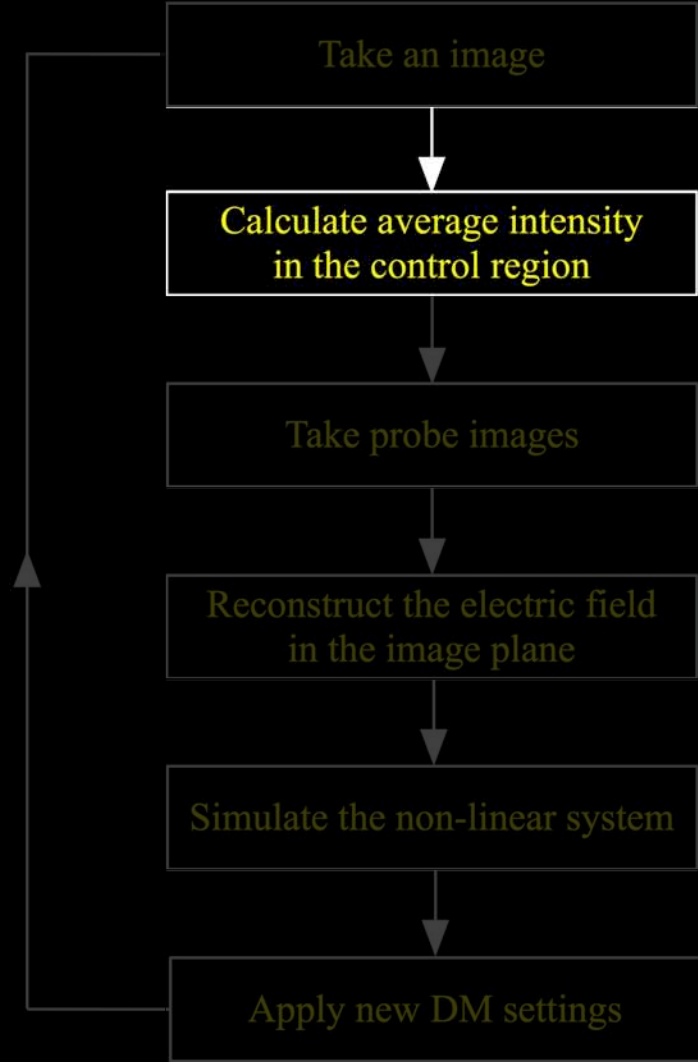 Take an image
Calculate average intensity
in the control region
Take probe images
Reconstruct the electric field
in the image plane
Simulate the non-linear system
Apply new DM settings